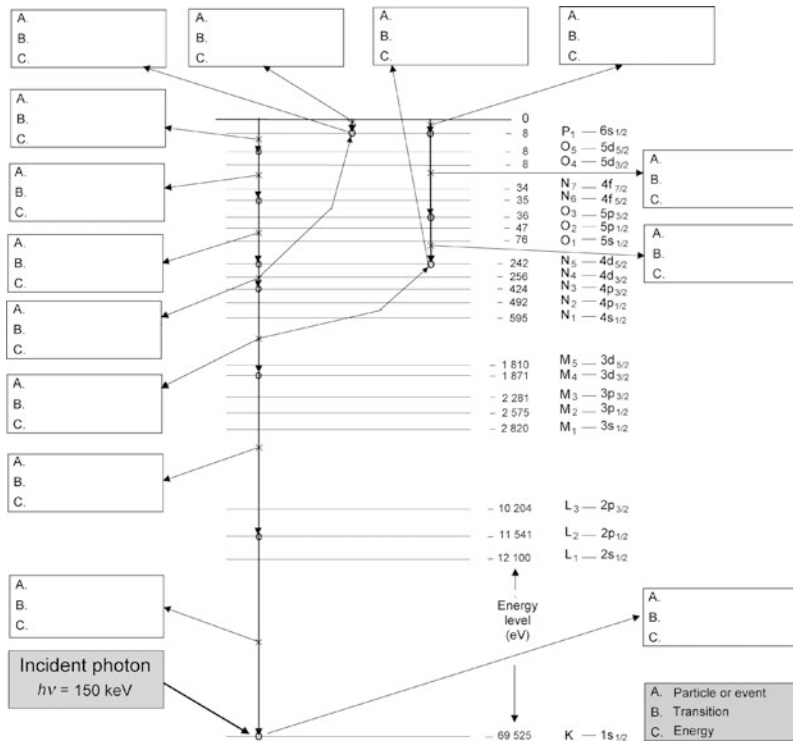 A.
B.
C.
A.
B.
C.
A.
B.
C.
A.
B.
C.
A.
B.
C.
A.
B.
C.
A.
B.
C.
A.
B.
C.
A.
B.
C.
A.
B.
C.
A.
B.
C.
Incident photon
hν = 150 keV
0
– 8 P1 — 6s1/2
– 8 O5 — 5d5/2
– 8 O4 — 5d3/2
– 34 N7 — 4f7/2
– 35 N6 — 4f5/2
– 36 O3 — 5p3/2
– 47 O2 — 5p1/2
– 76 O1 — 5s1/2
– 242 N5 — 4d5/2
– 256 N4 — 4d3/2
– 424 N3 — 4p3/2
– 492 N2 — 4p1/2
– 595 N1 — 4s1/2
– 1 810 M5 — 3d5/2
– 1 871 M4 — 3d3/2
– 2 281 M3 — 3p3/2
– 2 575 M2 — 3p1/2
– 2 820 M1 — 3s1/2
– 10 204 L3 — 2p3/2
– 11 541 L2 — 2p1/2
– 12 100 L1 — 2s1/2
Energy
level
(eV)
– 69 525 K — 1s1/2
A.
B.
C.
A.
B.
C.
A.
B.
C.
A. Particle or event
B. Transition
C. Energy